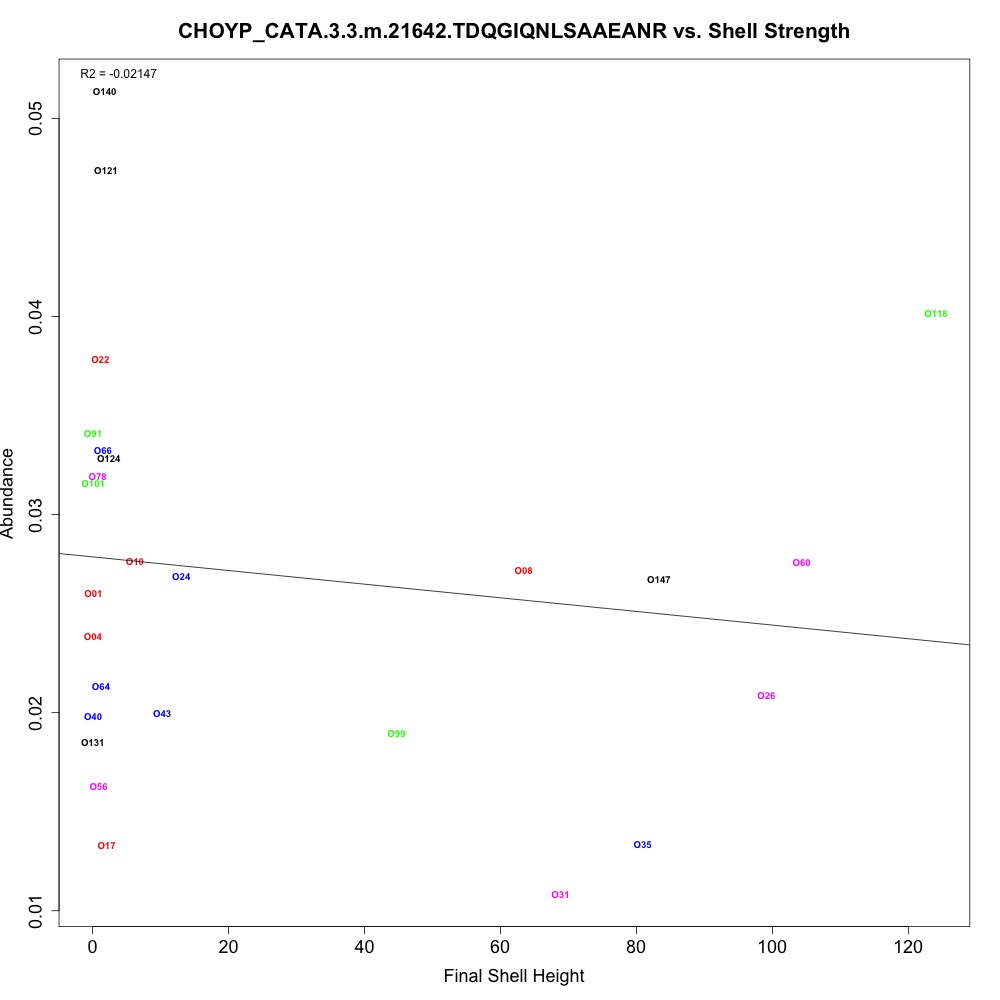 CHOYP_CATA.3.3.m.21642.TDQGIQNLSAAEANR vs. Shell Strength
R2 = -0.02147
O140
0.05
O121
O118
0.04
O22
O91
O66
O124
O78
O101
0.03
O10
O60
O08
O24
O147
O01
O04
O64
O26
O43
O40
0.02
O99
O131
O56
O17
O35
O31
0.01
Abundance
0 20 40 60 80 100 120
Final Shell Height